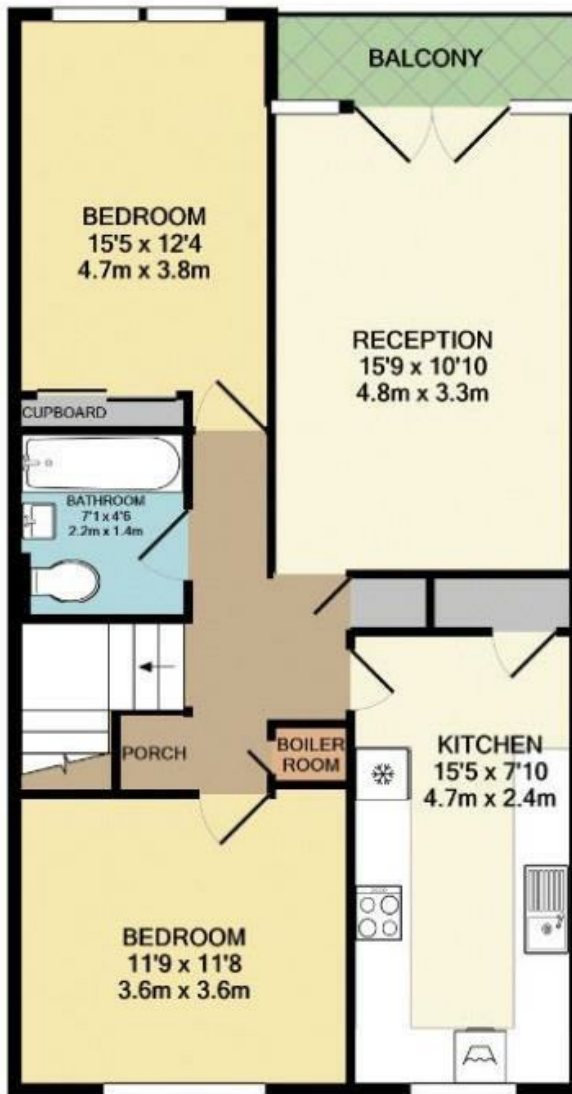 BALCONY
BEDROOM
15'5 x 12'4
4.7m x 3.8m
RECEPTION
15'9 x 10'10
4.8m x 3.3m
CUPBOARD
BATHROOM
7'1 x 4'6
2.2m x 1.4m
PORCH
BOILER
ROOM
KITCHEN
15'5 x 7'10
4.7m x 2.4m
BEDROOM
11'9 x 11'8
3.6m x 3.6m